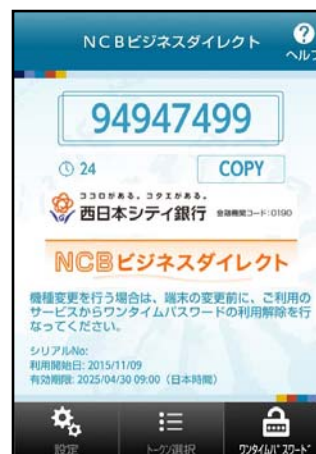 NCBビジネスダイレクト
?
ヘルプ
94947499
24
COPY
ココロがある。コタエがある。
西日本シティ銀行
金融機関コード:0190
NCBビジネスダイレクト
機種変更を行う場合は、端末の変更前に、ご利用の
サービスからワンタイムパスワードの利用解除を行
なってください。
シリアルNo:
利用開始日: 2015/11/09
有効期限: 2025/04/30 09:00（日本時間）
設定
トークン選択
ワンタイムパスワード